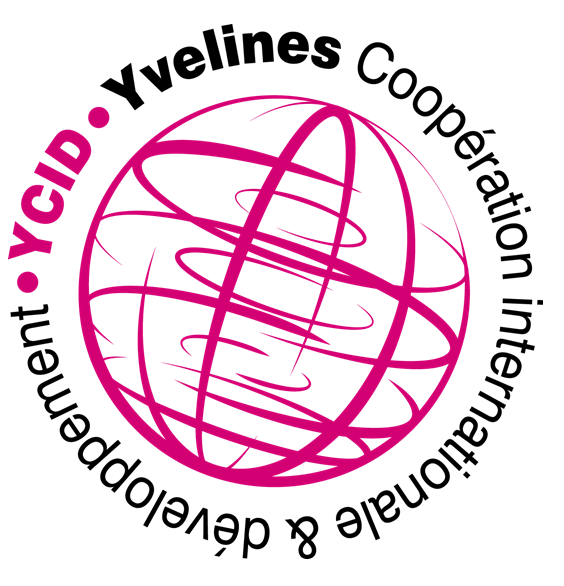 • YCID • Yvelines Coopération internationale & développement